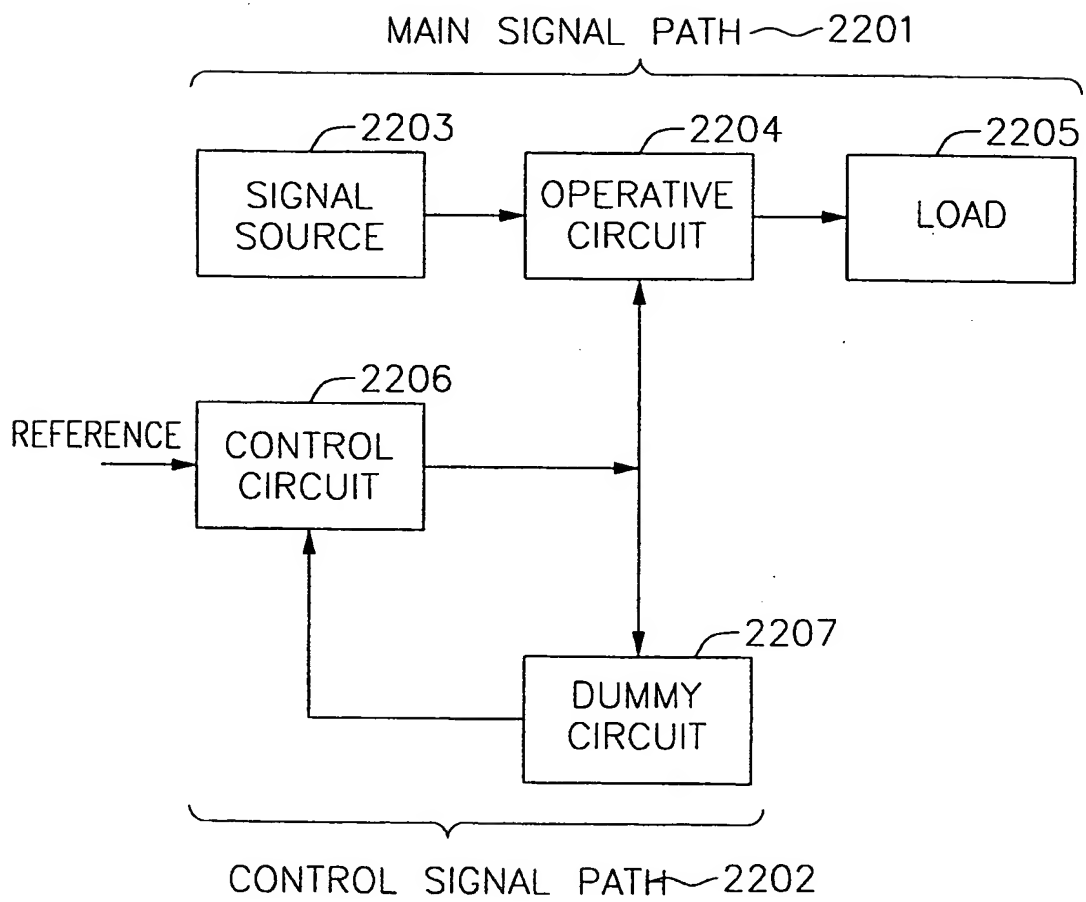 MAIN SIGNAL PATH 2201
2203
2204
2205
SIGNAL
SOURCE
OPERATIVE
CIRCUIT
LOAD
2206
REFERENCE
CONTROL
CIRCUIT
2207
DUMMY
CIRCUIT
CONTROL SIGNAL PATH 2202